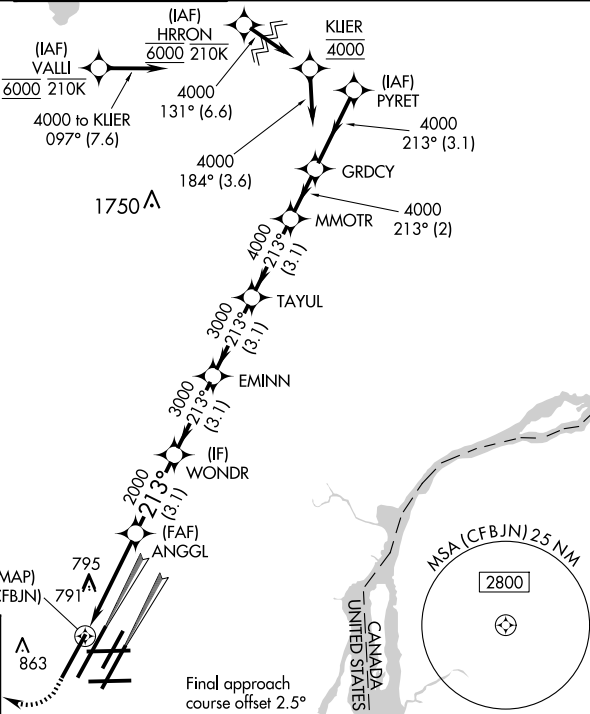 (IAF)
HRRON
6000 210K
(IAF)
VALLI
6000 210K
KLIER
4000
(IAF)
PYRET
4000
131° (6.6)
4000 to KLIER
097° (7.6)
4000
213° (3.1)
4000
184° (3.6)
GRDCY
1750
4000
213° (2)
MMOTR
4000
213°
(3.1)
TAYUL
3000
213°
(3.1)
EMINN
3000
213°
(3.1)
(IF)
WONDR
2000
213°
(3.1)
(FAF)
ANGGL
795
791
MAP)
FBJN)
863
Final approach
course offset 2.5°
CANADA
UNITED STATES
MSA (CFBJN) 25 NM
2800